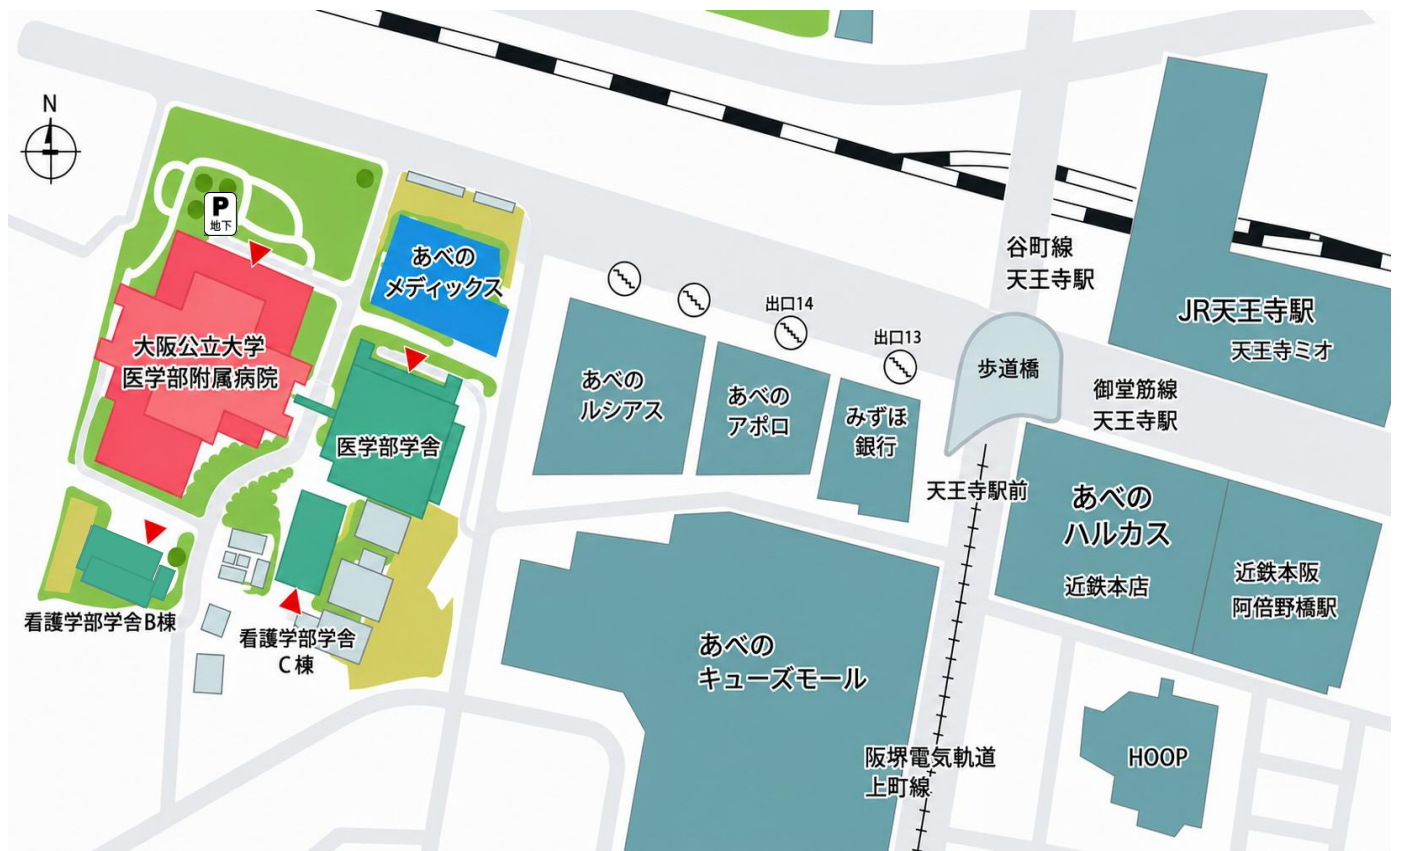 N
P
地下
あべの
メディックス
大阪公立大学
医学部附属病院
医学部学舎
看護学部学舎B棟
看護学部学舎
C棟
出口14
出口13
あべの
ルシアス
あべの
アポロ
みずほ
銀行
谷町線
天王寺駅
歩道橋
JR天王寺駅
天王寺ミオ
御堂筋線
天王寺駅
天王寺駅前
あべの
ハルカス
近鉄本店
近鉄本阪
阿倍野橋駅
あべの
キューズモール
阪堺電気軌道
上町線
HOOP